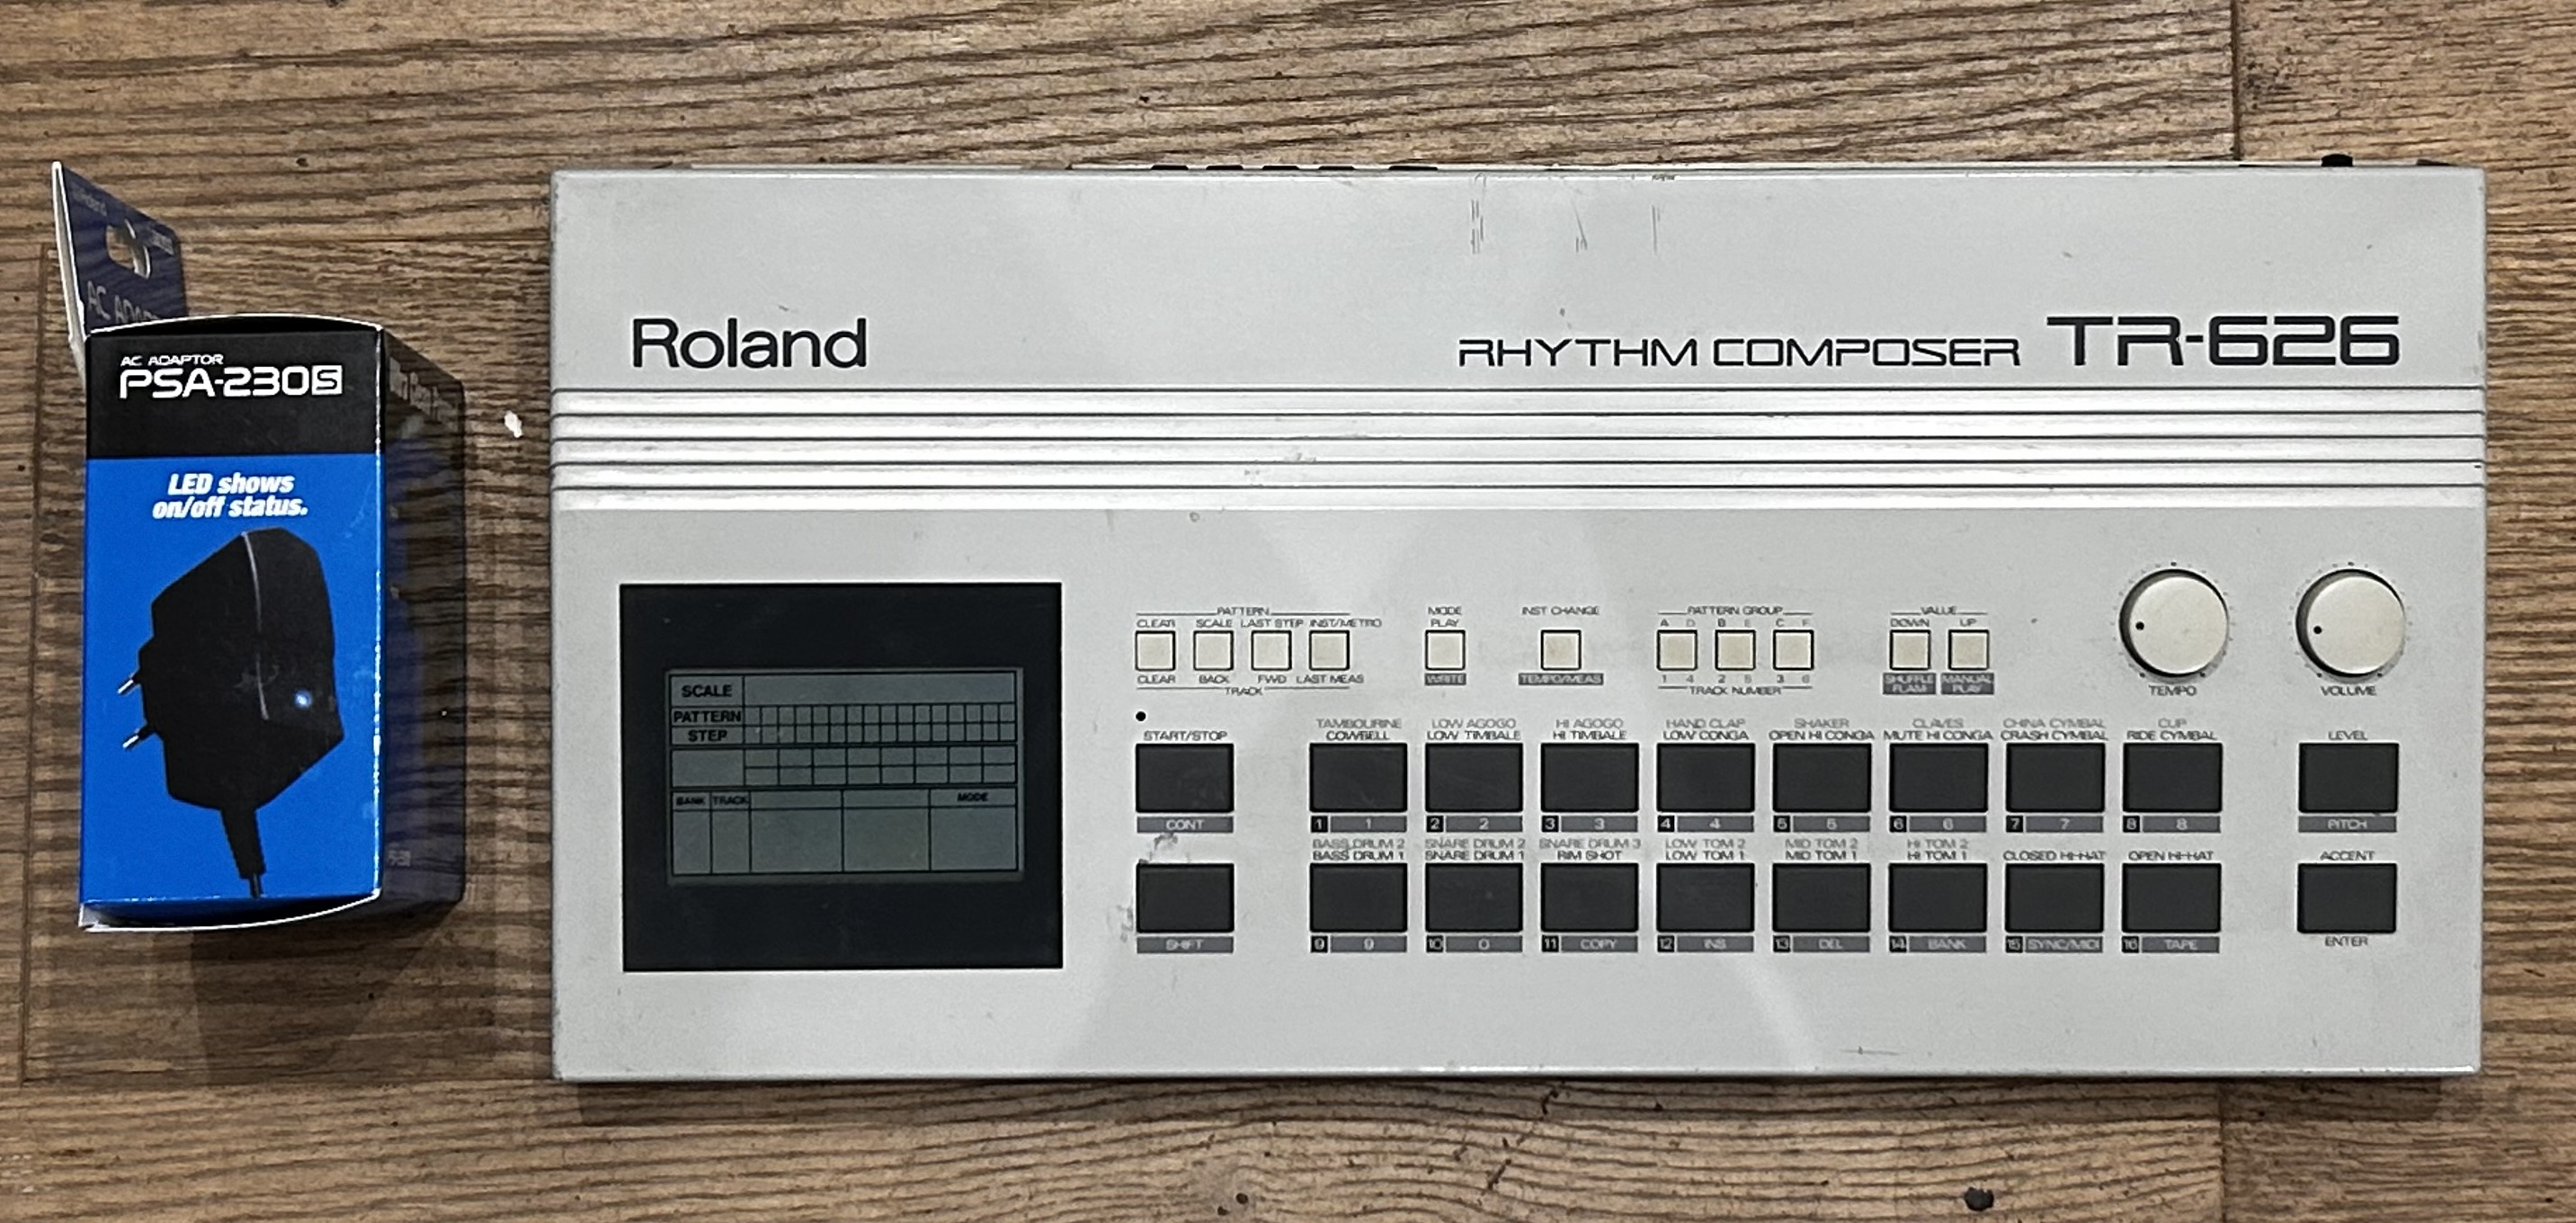 AC ADAPTOR
PSA-230S
LED shows
on/off status.
Roland
RHYTHM COMPOSER TR-626
PATTERN
CLEAR SCALE LAST STEP INST/METRO
CLEAR BACK FWD LAST MEAS
TRACK
MODE
PLAY
WRITE
INST CHANGE
TEMPO/MEAS
PATTERN GROUP
A D B E C F
1 4 2 5 3 6
TRACK NUMBER
VALUE
DOWN UP
SHUFFLE MANUAL
FLAM PLAY
TEMPO
VOLUME
SCALE
PATTERN
STEP
BANK TRACK MODE
START/STOP
CONT
SHIFT
TAMBOURINE LOW AGOGO HI AGOGO HAND CLAP SHAKER CLAVES CHINA CYMBAL CUP
COWBELL LOW TIMBALE HI TIMBALE LOW CONGA OPEN HI CONGA MUTE HI CONGA CRASH CYMBAL RIDE CYMBAL
LEVEL
1 1 2 2 3 3 4 4 5 5 6 6 7 7 8 8
PITCH
BASS DRUM 2 SNARE DRUM 2 SNARE DRUM 3 LOW TOM 2 MID TOM 2 HI TOM 2
BASS DRUM 1 SNARE DRUM 1 RIM SHOT LOW TOM 1 MID TOM 1 HI TOM 1 CLOSED HI-HAT OPEN HI-HAT
ACCENT
9 9 10 0 11 COPY 12 INS 13 DEL 14 BANK 15 SYNC/MIDI 16 TAPE
ENTER